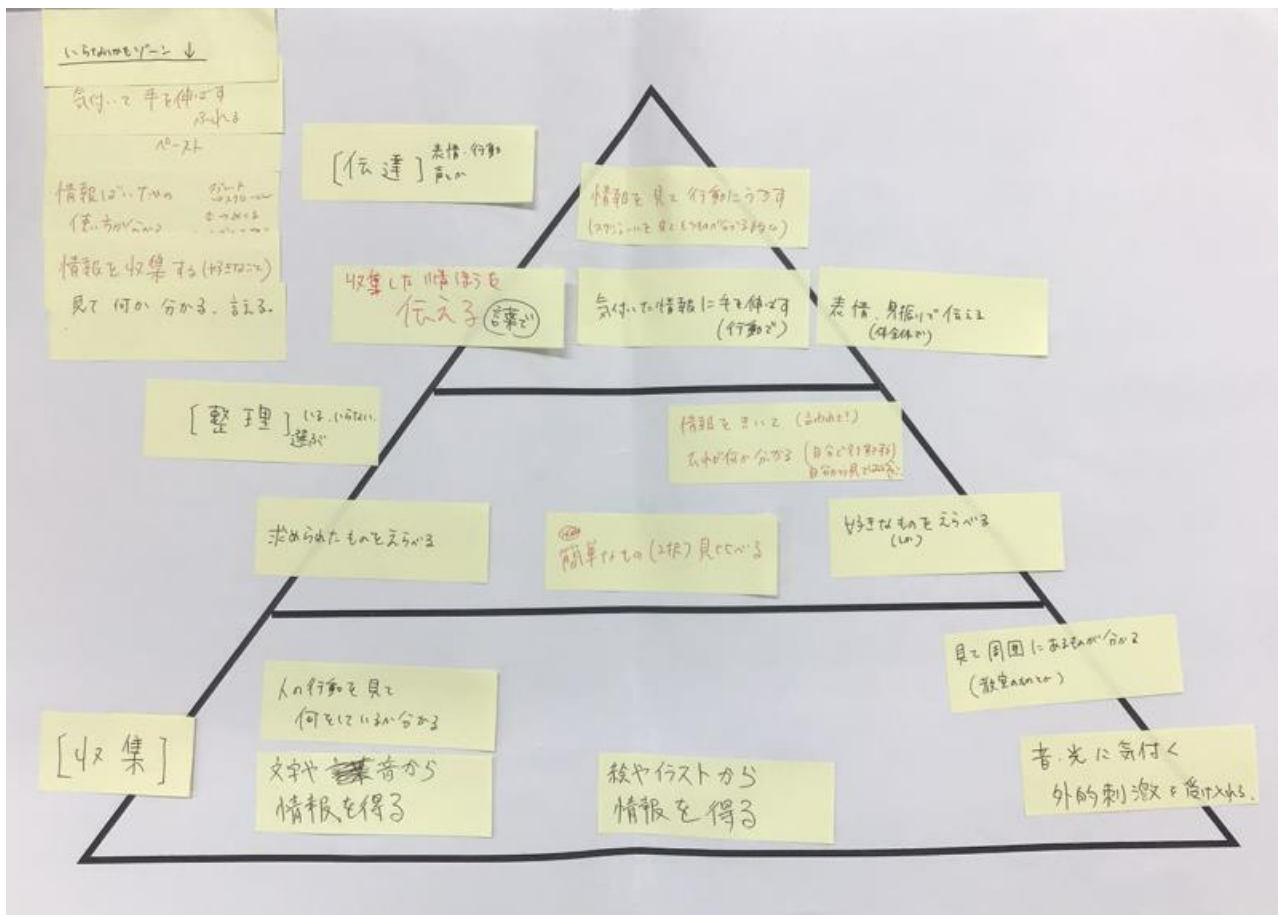 いらないかもゾーン ↓
気付いて 手を伸ばす
ふれる
ペースト
情報
使い方が分かる
情報を収集する(好きなこと)
見て 何か 分かる、言える。
[伝達] 表情・行動
声とか
情報を 見て 行動にうつす
収集した情ほうを
伝える (言葉で)
気付いた情報に手を伸ばす
(行動で)
表情、身振りで伝える
(体全体で)
[整理] いる、いらない、
選ぶ
情報をきいて (言われて!)
それが何か分かる
求められたものをえらべる
簡単なもの(2択) 見てくらべる
好きなものをえらべる
人の行動を見て
何をしているか分かる
見て 周囲にあるものが分かる
(教室のものとか)
[収集]
文字や 音から
情報を得る
絵やイラストから
情報を得る
音・光に気付く
外的刺激を受け入れる。